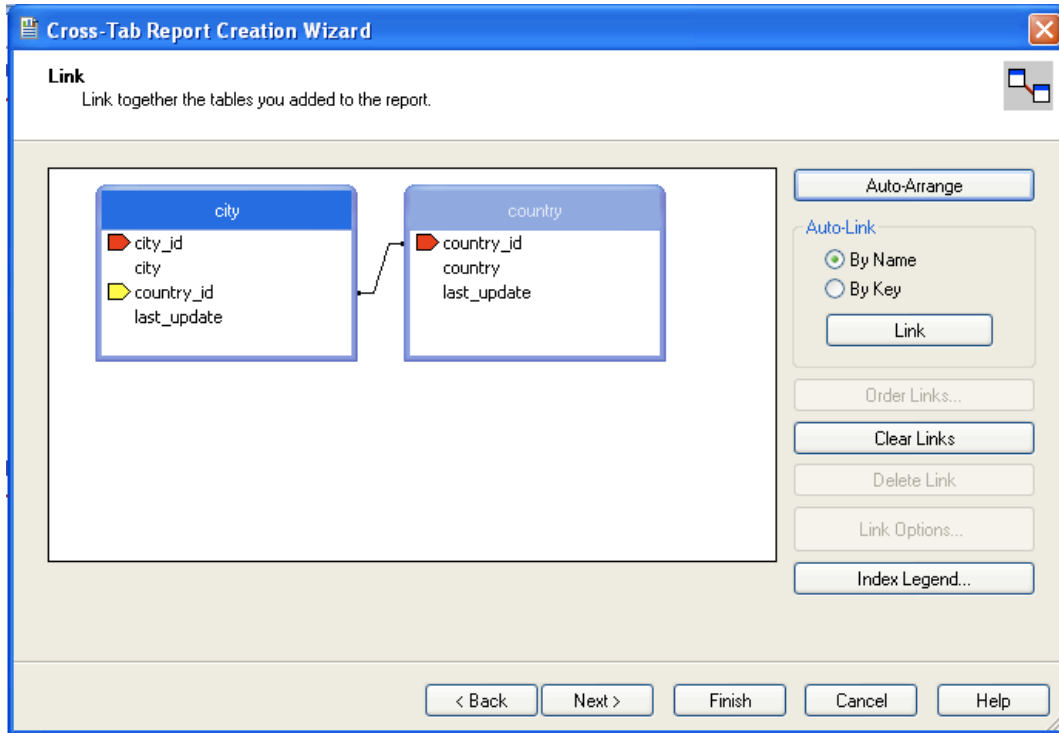 Cross-Tab Report Creation Wizard
Link
Link together the tables you added to the report.
city
city_id
city
country_id
last_update
country
country_id
country
last_update
Auto-Arrange
Auto-Link
By Name
By Key
Link
Order Links...
Clear Links
Delete Link
Link Options...
Index Legend...
< Back
Next >
Finish
Cancel
Help